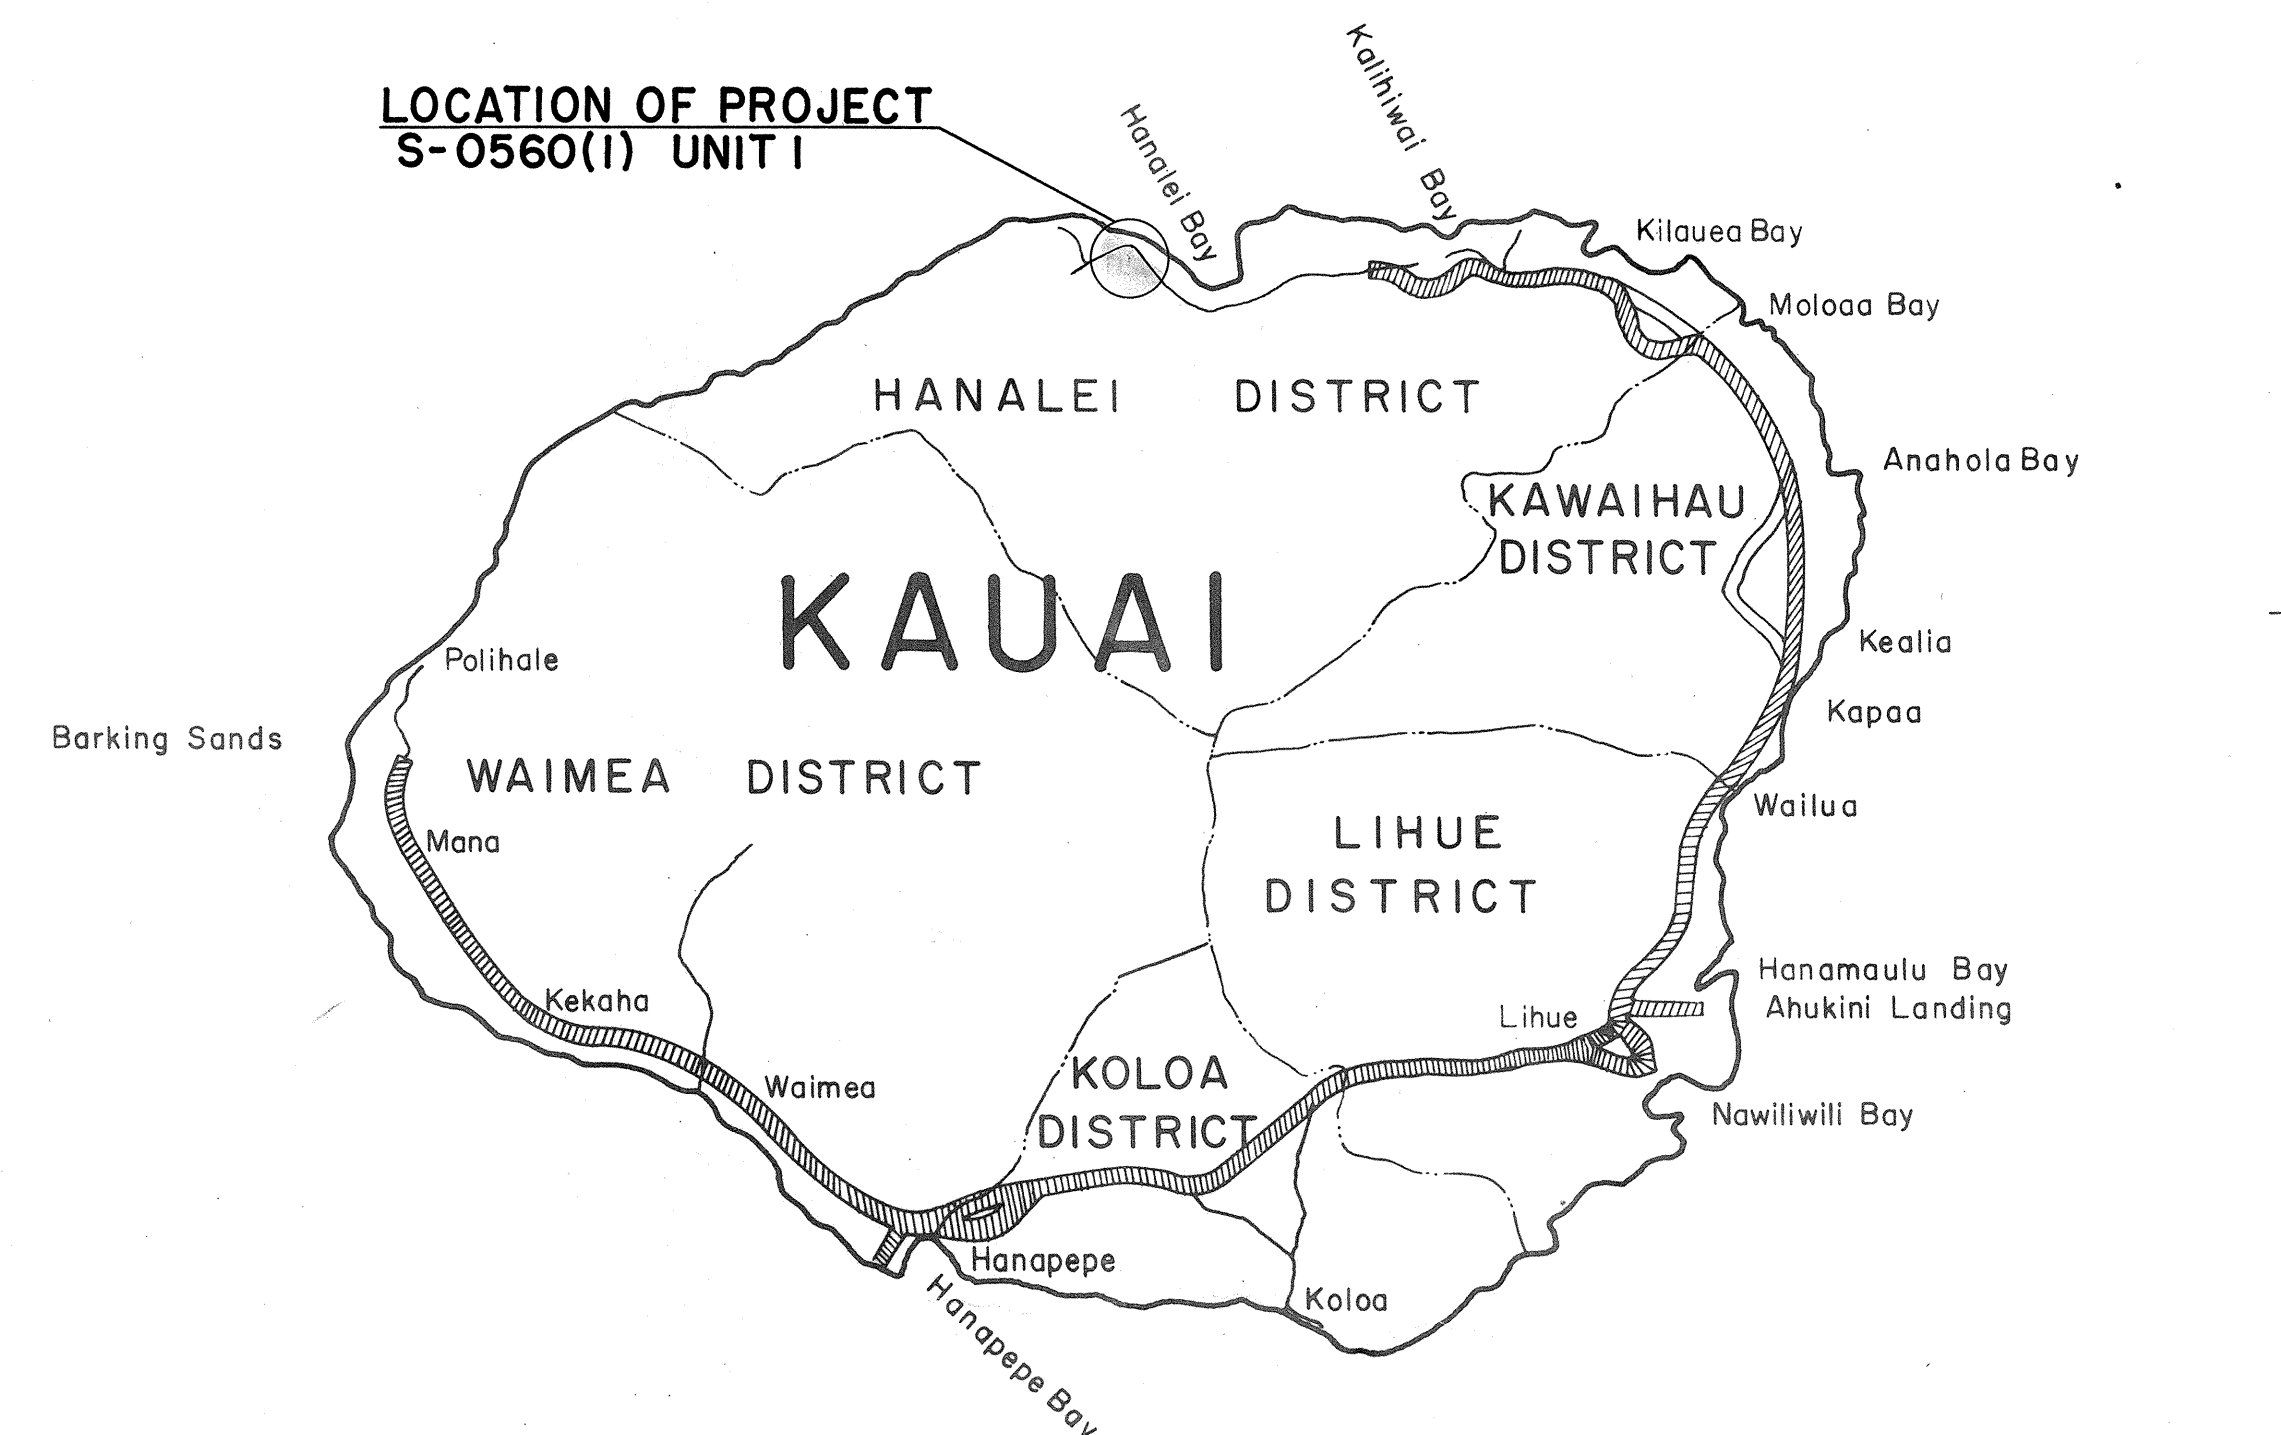 LOCATION OF PROJECT
S-0560(1) UNIT 1
Hanalei Bay
Kalihiwai Bay
Kilauea Bay
Moloaa Bay
HANALEI DISTRICT
Anahola Bay
KAWAIHAU
DISTRICT
KAUAI
Kealia
Polihale
Kapaa
Barking Sands
WAIMEA DISTRICT
Wailua
Mana
LIHUE
DISTRICT
Hanamaulu Bay
Ahukini Landing
Kekaha
Lihue
Waimea
KOLOA
DISTRICT
Nawiliwili Bay
Hanapepe
Koloa
Hanapepe Bay